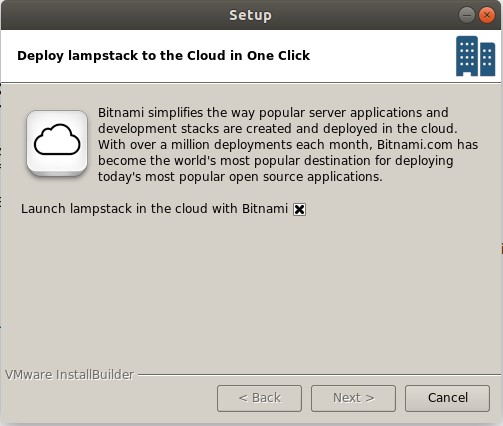 Setup
Deploy lampstack to the Cloud in One Click
Bitnami simplifies the way popular server applications and
development stacks are created and deployed in the cloud.
With over a million deployments each month, Bitnami.com has
become the world's most popular destination for deploying
today's most popular open source applications.
Launch lampstack in the cloud with Bitnami
VMware InstallBuilder
< Back
Next >
Cancel